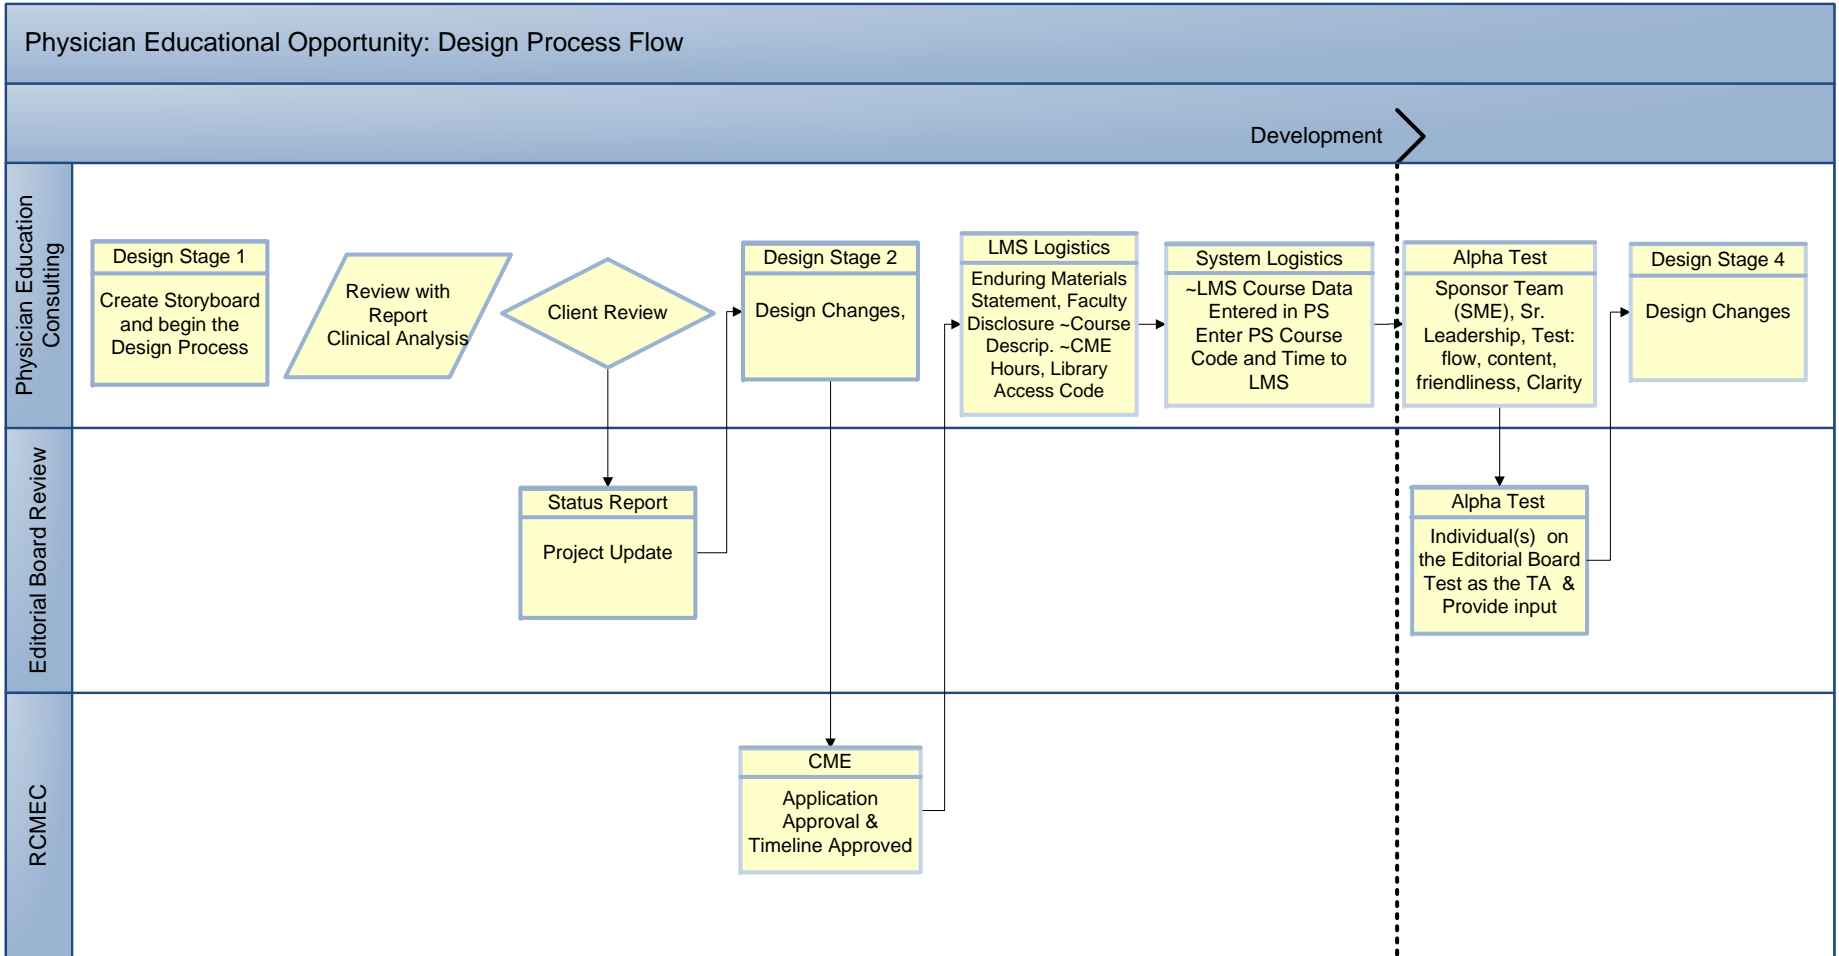 Physician Educational Opportunity: Design Process Flow
Development
Physician Education
Consulting
Design Stage 1
Create Storyboard
and begin the
Design Process
Review with
Report
Clinical Analysis
Client Review
Design Stage 2
Design Changes,
LMS Logistics
Enduring Materials
Statement, Faculty
Disclosure ~Course
Descrip. ~CME
Hours, Library
Access Code
System Logistics
~LMS Course Data
Entered in PS
Enter PS Course
Code and Time to
LMS
Alpha Test
Sponsor Team
(SME), Sr.
Leadership, Test:
flow, content,
friendliness, Clarity
Design Stage 4
Design Changes
Editorial Board Review
Status Report
Project Update
Alpha Test
Individual(s) on
the Editorial Board
Test as the TA &
Provide input
RCMEC
CME
Application
Approval &
Timeline Approved